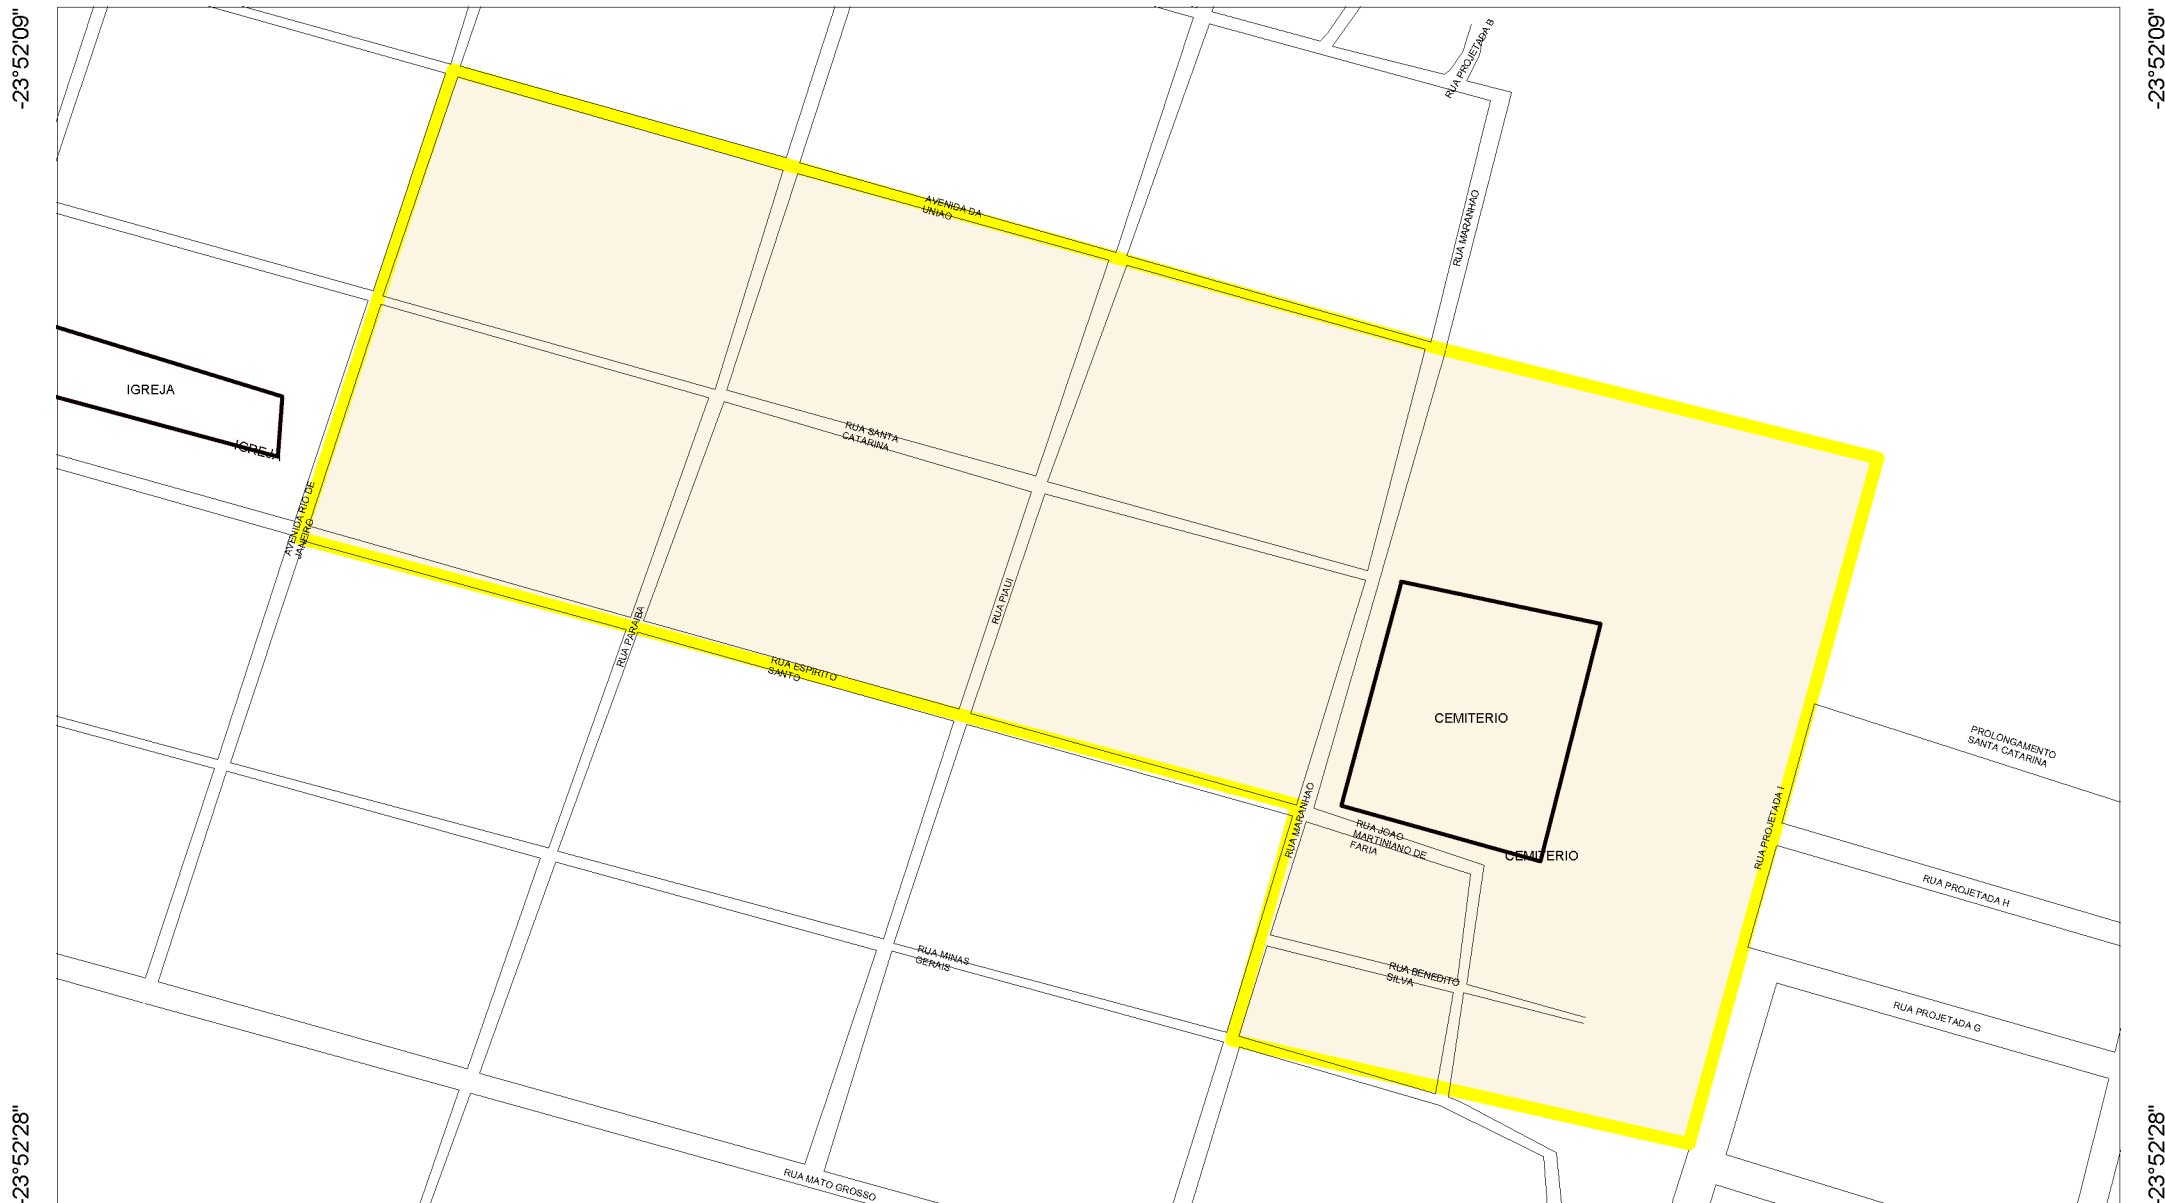 -23°52'09"
-23°52'09"
RUA PROJETADA B
RUA MARANHAO
AVENIDA DA
UNIAO
IGREJA
IGREJA
RUA SANTA
CATARINA
AVENIDA RIO DE
JANEIRO
RUA PIAUI
RUA PARAIBA
RUA ESPIRITO
SANTO
CEMITERIO
PROLONGAMENTO
SANTA CATARINA
RUA MARANHAO
RUA JOAO
MARTINIANO DE
FARIA
CEMITERIO
RUA PROJETADA I
RUA PROJETADA H
RUA MINAS
GERAIS
RUA BENEDITO
SILVA
RUA PROJETADA G
RUA MATO GROSSO
-23°52'28"
-23°52'28"